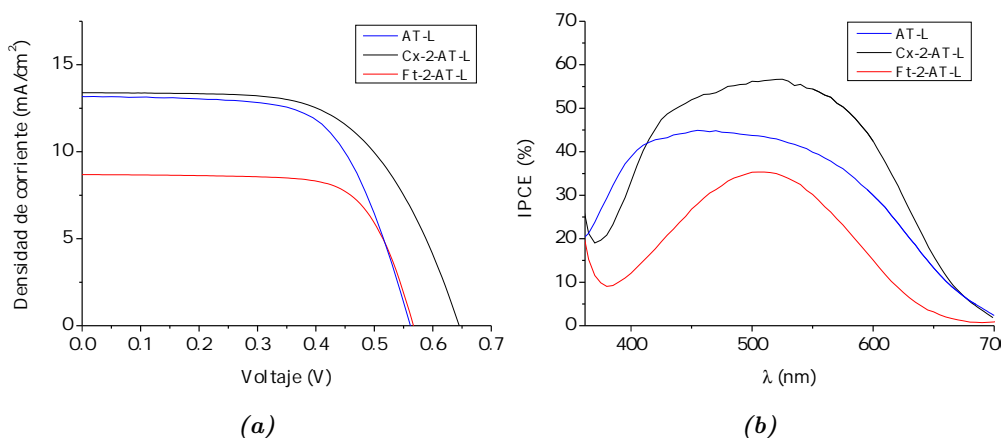 AT-L
Cx-2-AT-L
Ft-2-AT-L
Densidad de corriente (mA/cm²)
15
10
5
0
0.0 0.1 0.2 0.3 0.4 0.5 0.6 0.7
Voltaje (V)
(a)
AT-L
Cx-2-AT-L
Ft-2-AT-L
IPCE (%)
70
60
50
40
30
20
10
0
400 500 600 70
λ (nm)
(b)